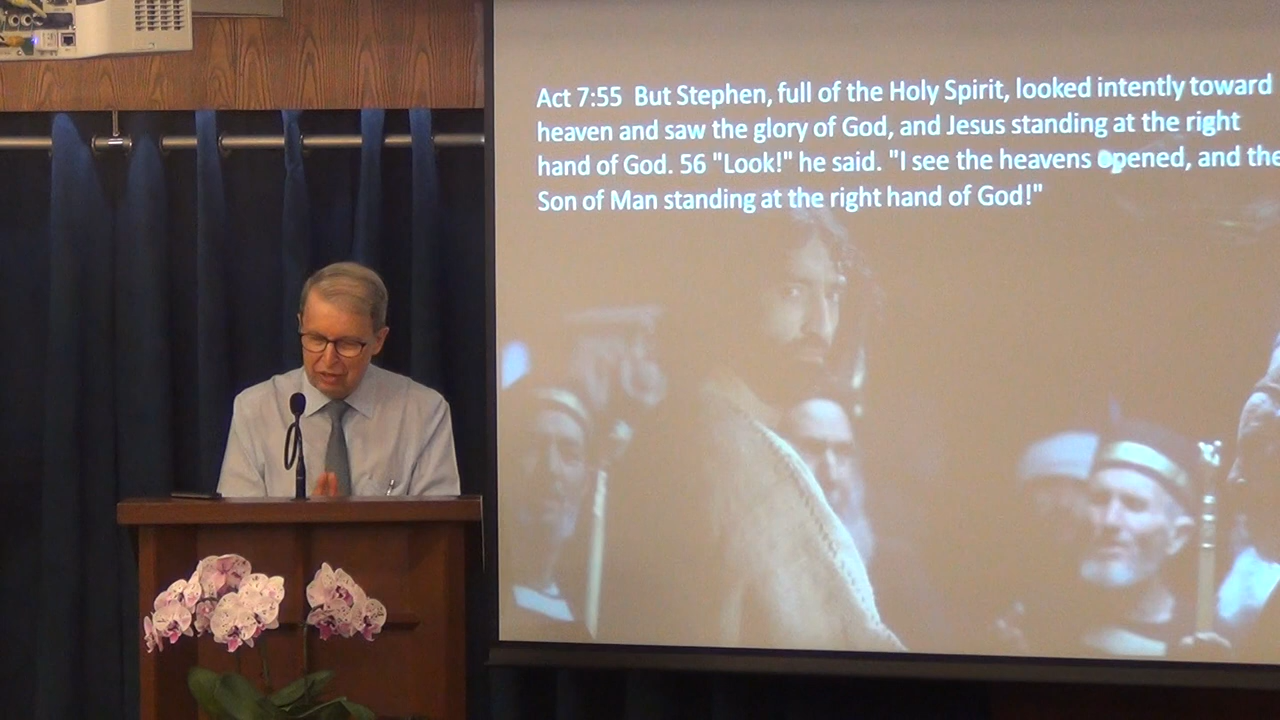 Act 7:55 But Stephen, full of the Holy Spirit, looked intently toward
heaven and saw the glory of God, and Jesus standing at the right
hand of God. 56 "Look!" he said. "I see the heavens opened, and the
Son of Man standing at the right hand of God!"